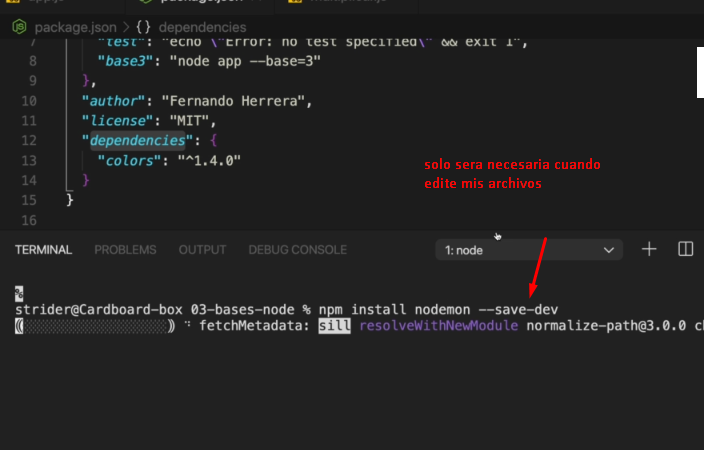 package.json > {} dependencies
7 "test": "echo \"Error: no test specified\" && exit 1",
8 "base3": "node app --base=3"
9 },
10 "author": "Fernando Herrera",
11 "license": "MIT",
12 "dependencies": {
13 "colors": "^1.4.0"
14 }
15 }
16
solo sera necesaria cuando
edite mis archivos
TERMINAL PROBLEMS OUTPUT DEBUG CONSOLE 1: node
%
strider@Cardboard-box 03-bases-node % npm install nodemon --save-dev
(░░░░░░░░░░░░░░░░░░) ⠙ fetchMetadata: sill resolveWithNewModule normalize-path@3.0.0 c